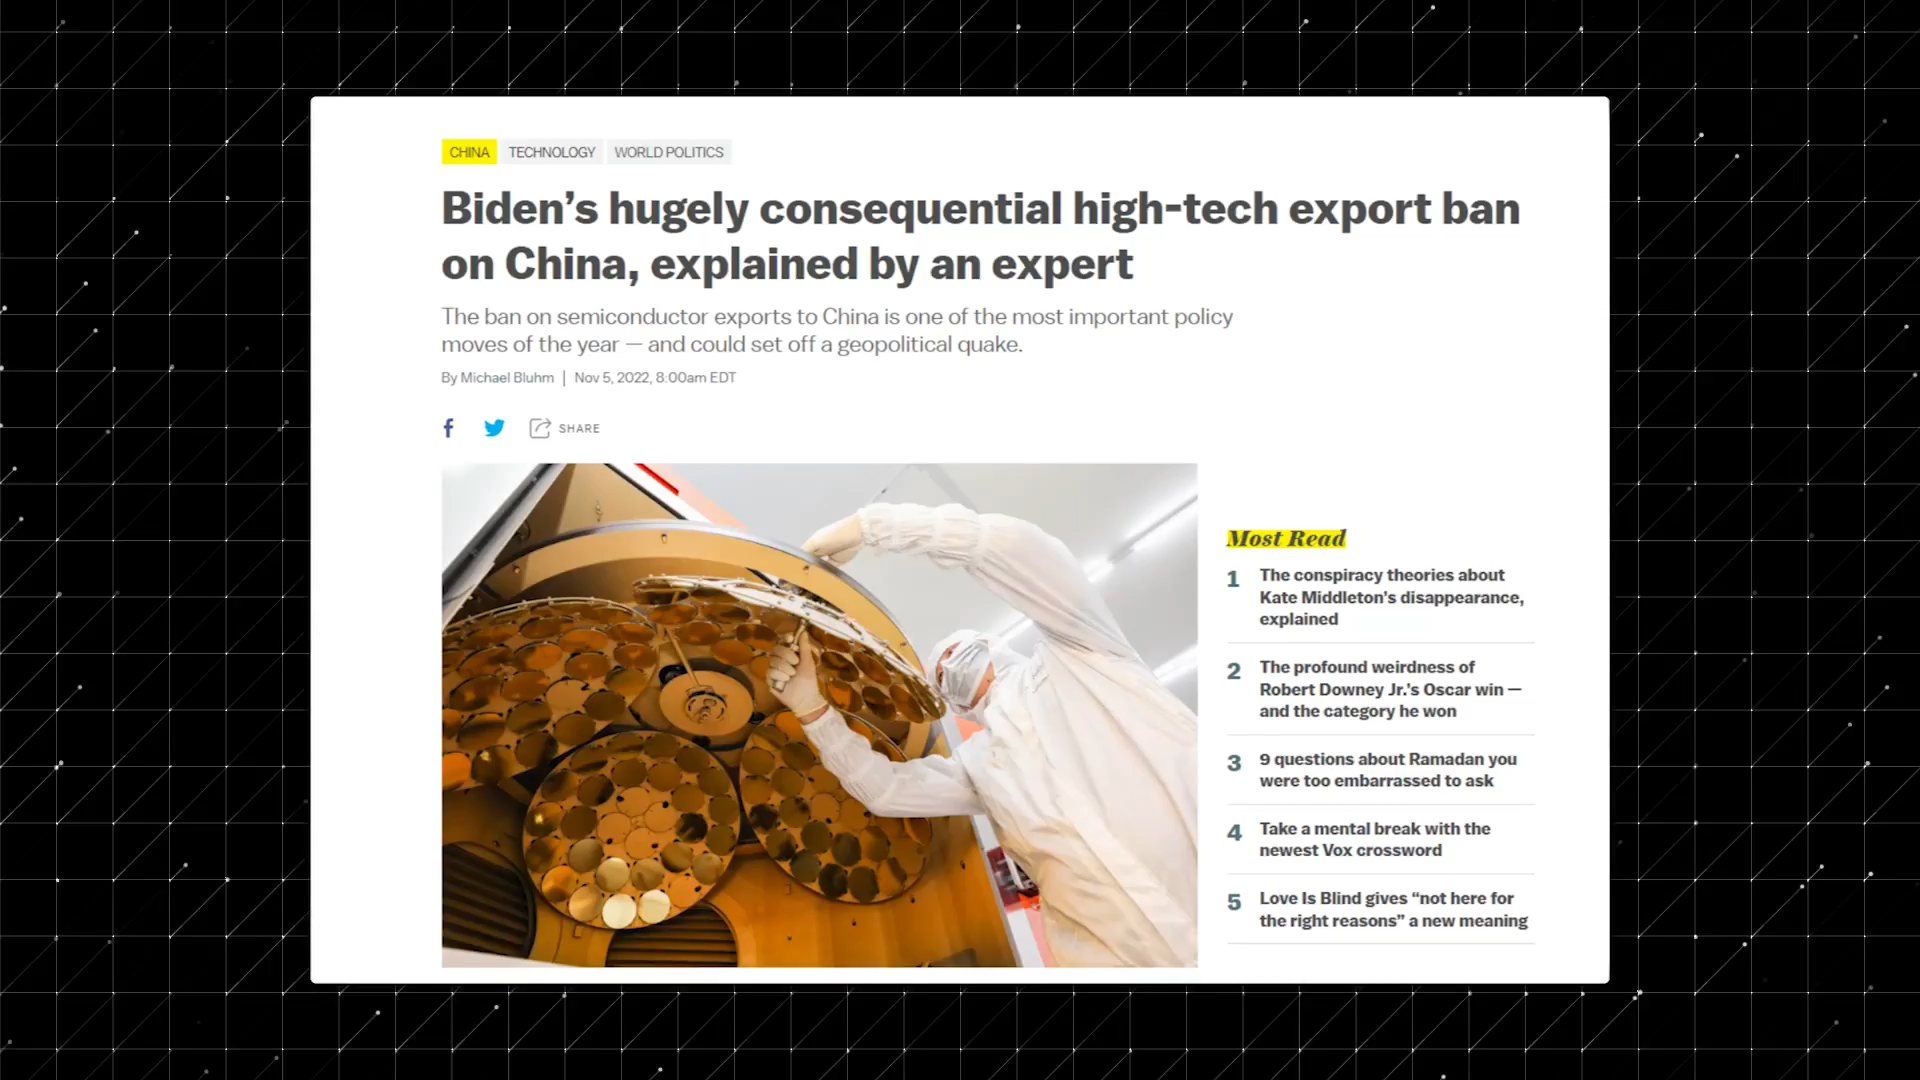 CHINA TECHNOLOGY WORLD POLITICS
Biden’s hugely consequential high-tech export ban
on China, explained by an expert
The ban on semiconductor exports to China is one of the most important policy
moves of the year — and could set off a geopolitical quake.
By Michael Bluhm | Nov 5, 2022, 8:00am EDT
SHARE
Most Read
1 The conspiracy theories about
Kate Middleton’s disappearance,
explained
2 The profound weirdness of
Robert Downey Jr.’s Oscar win —
and the category he won
3 9 questions about Ramadan you
were too embarrassed to ask
4 Take a mental break with the
newest Vox crossword
5 Love Is Blind gives “not here for
the right reasons” a new meaning